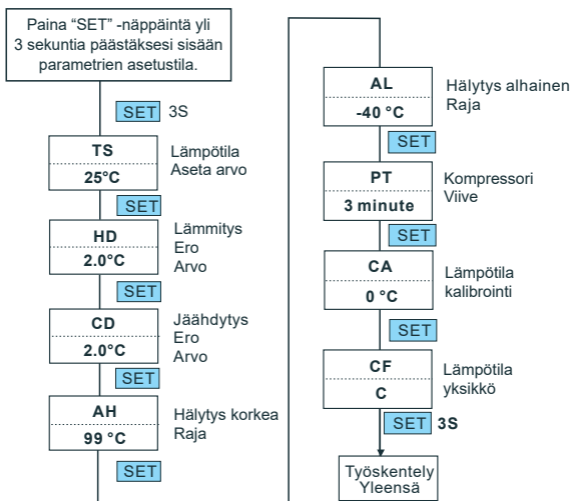 Paina “SET” -näppäintä yli
3 sekuntia päästäksesi sisään
parametrien asetustila.
SET 3S
TS
25°C
Lämpötila
Aseta arvo
SET
HD
2.0°C
Lämmitys
Ero
Arvo
SET
CD
2.0°C
Jäähdytys
Ero
Arvo
SET
AH
99 °C
Hälytys korkea
Raja
SET
AL
-40 °C
Hälytys alhainen
Raja
SET
PT
3 minute
Kompressori
Viive
SET
CA
0 °C
Lämpötila
kalibrointi
SET
CF
C
Lämpötila
yksikkö
SET 3S
Työskentely
Yleensä